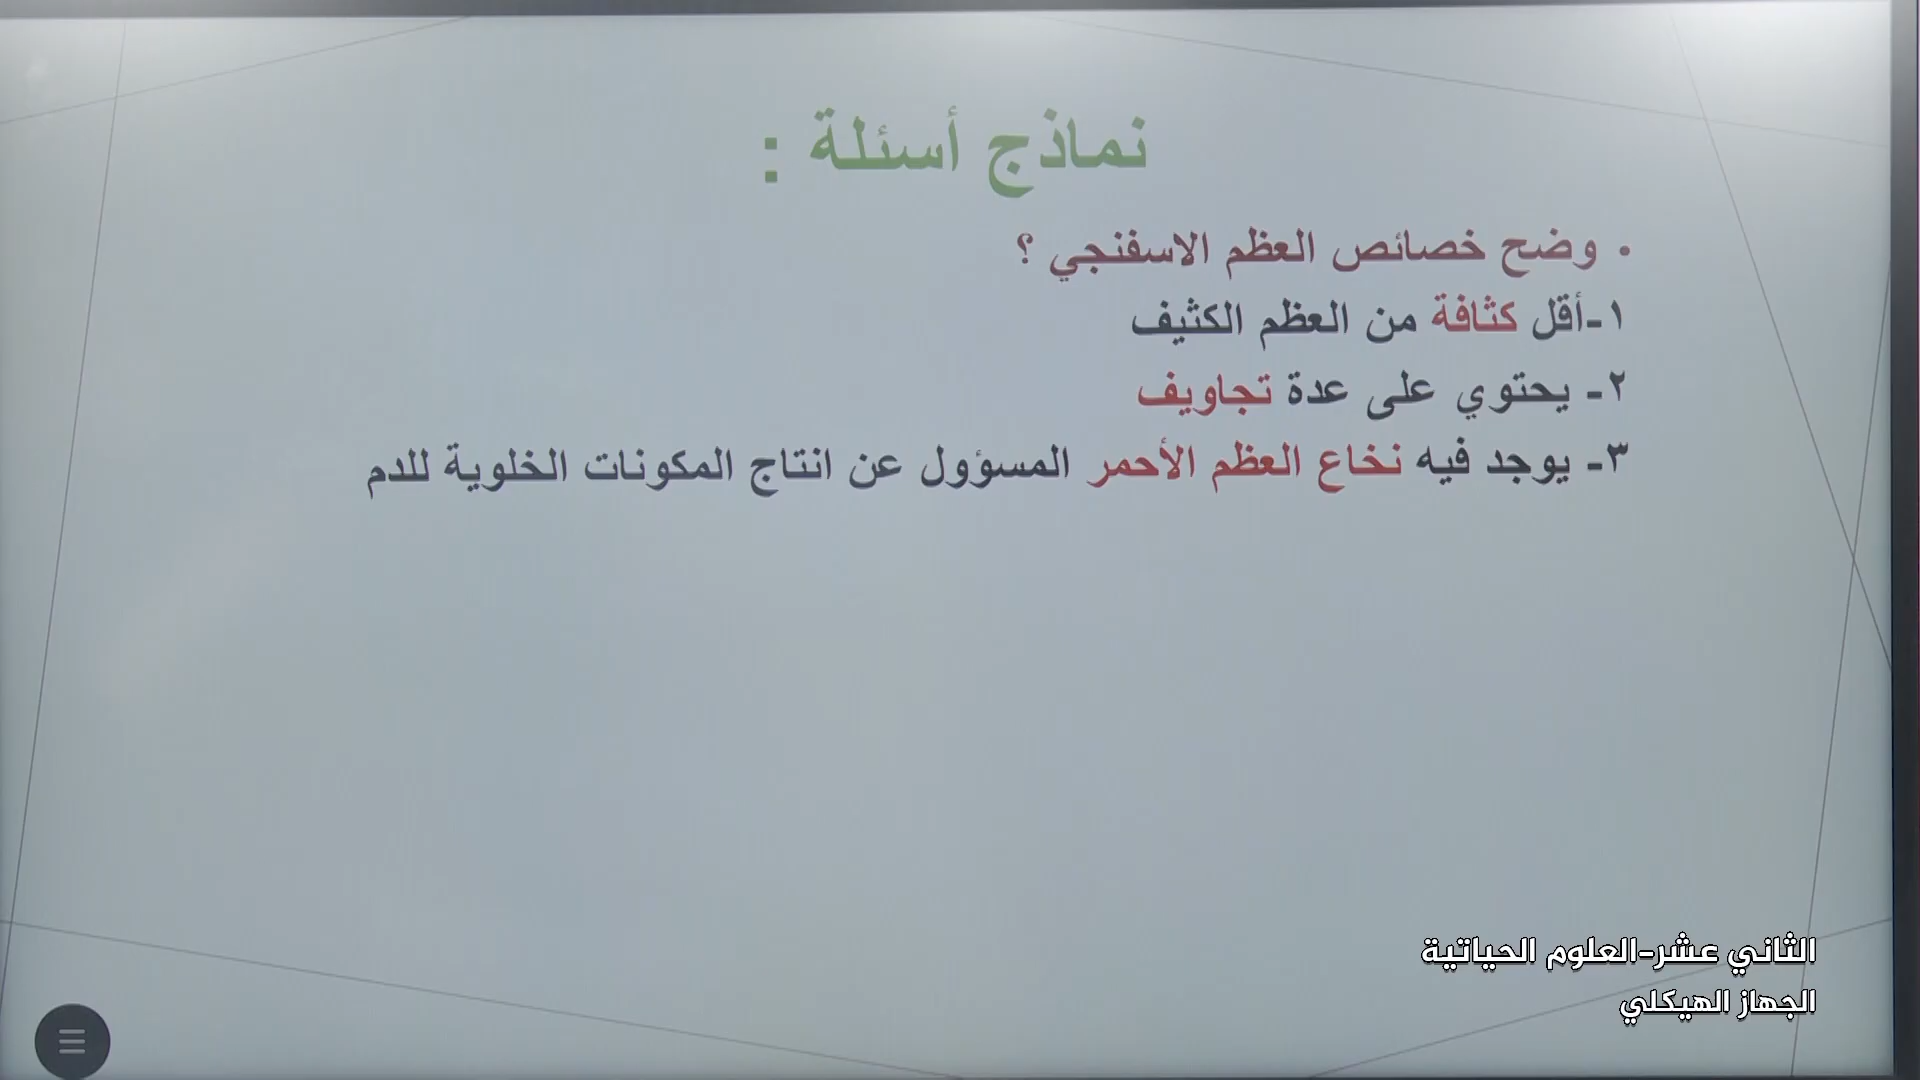 نماذج أسئلة :
• وضح خصائص العظم الاسفنجي ؟
١-أقل كثافة من العظم الكثيف
٢- يحتوي على عدة تجاويف
٣- يوجد فيه نخاع العظم الأحمر المسؤول عن انتاج المكونات الخلوية للدم
الثاني عشر-العلوم الحياتية
الجهاز الهيكلي